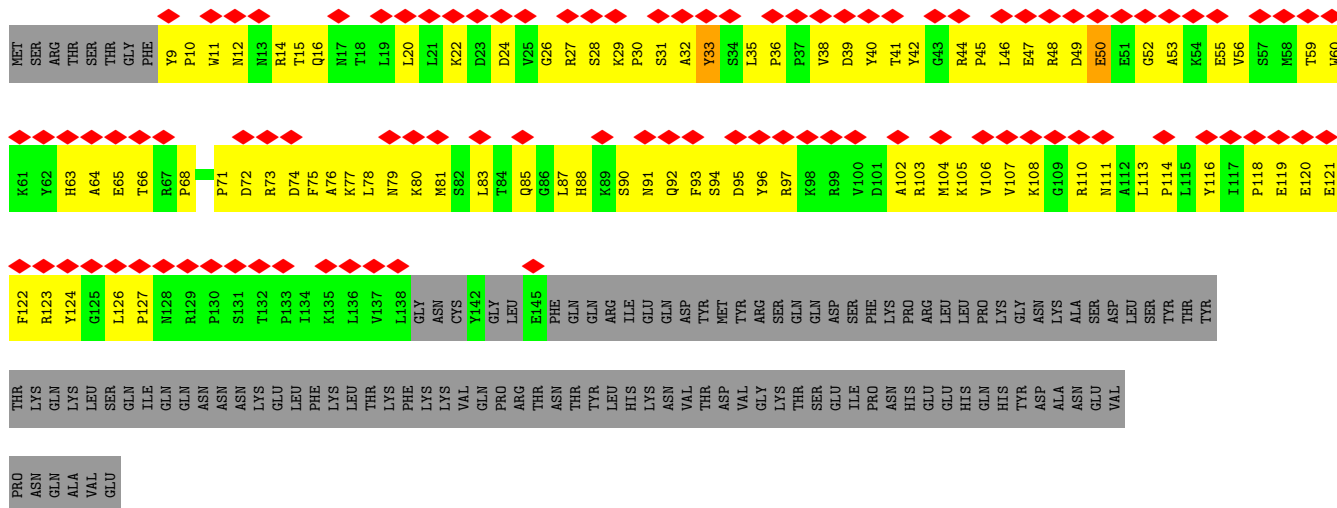 MET SER ARG THR SER THR GLY PHE Y9 P10 W11 N12 N13 R14 T15 Q16 N17 T18 L19 L20 L21 K22 D23 D24 V25 G26 R27 S28 K29 P30 S31 A32 Y33 S34 L35 P36 P37 V38 D39 Y40 T41 Y42 G43 R44 P45 L46 E47 R48 D49 E50 E51 G52 A53 K54 E55 V56 S57 M58 T59 W60
K61 Y62 H63 A64 E65 T66 R67 P68 P71 D72 R73 D74 F75 A76 K77 L78 N79 K80 M81 S82 L83 T84 Q85 G86 L87 H88 K89 S90 N91 Q92 F93 S94 D95 Y96 R97 K98 R99 V100 D101 A102 R103 M104 K105 V106 V107 K108 G109 R110 N111 A112 L113 P114 L115 Y116 I117 P118 E119 E120 E121
F122 R123 Y124 G125 L126 P127 N128 R129 P130 S131 T132 P133 I134 K135 L136 V137 L138 GLY ASN CYS Y142 GLY LEU E145 PHE GLN GLN ARG ILE GLU GLN ASP TYR MET TYR ARG SER GLN GLN ASP SER PHE LYS PRO ARG LEU LEU PRO LYS GLY ASN LYS ALA SER ASP LEU SER TYR THR TYR
THR LYS GLN LYS LEU SER GLN ILE GLN GLN ASN ASN ASN LYS GLU LEU PHE LYS LEU THR LYS PHE LYS LYS VAL GLN PRO ARG THR ASN THR TYR LEU HIS LYS ASN VAL THR ASP VAL GLY LYS THR SER GLU ILE PRO ASN HIS GLU GLU HIS GLN HIS TYR ASP ALA ASN GLU VAL
PRO ASN GLN ALA VAL GLU